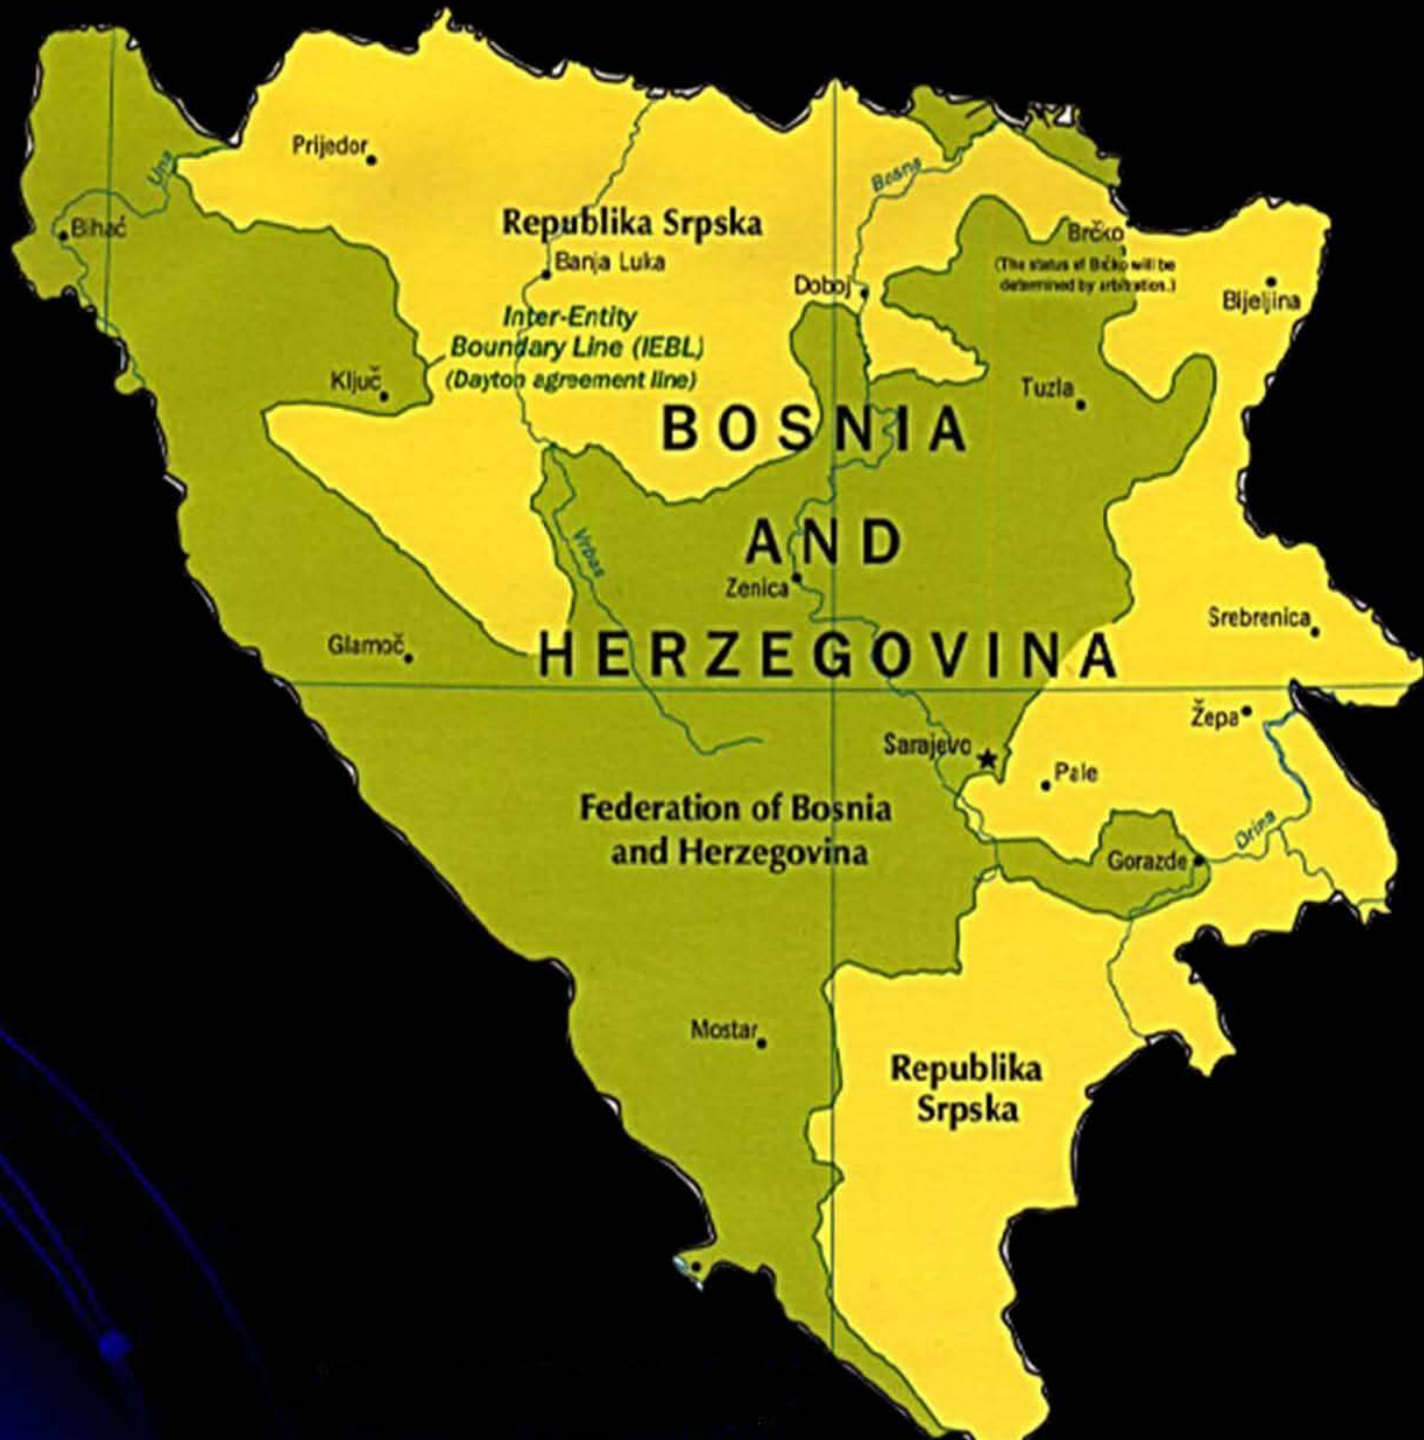 Prijedor
Una
Bosna
Bihać
Republika Srpska
Brčko
Banja Luka
(The status of Brčko will be
determined by arbitration.)
Doboj
Bijeljina
Inter-Entity
Boundary Line (IEBL)
(Dayton agreement line)
Ključ
Tuzla
BOSNIA
AND
Vrbas
Zenica
Srebrenica
Glamoč
HERZEGOVINA
Žepa
Sarajevo
Pale
Federation of Bosnia
and Herzegovina
Drina
Gorazde
Mostar
Republika
Srpska